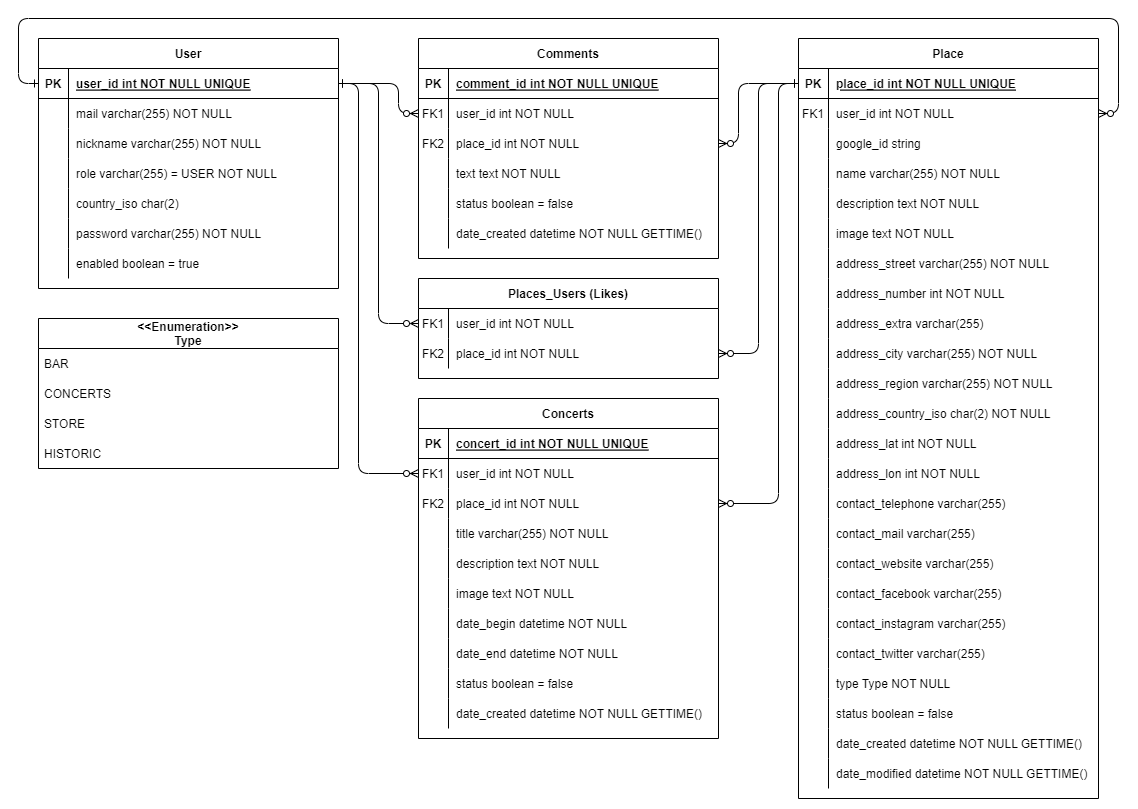 User
PK user_id int NOT NULL UNIQUE
mail varchar(255) NOT NULL
nickname varchar(255) NOT NULL
role varchar(255) = USER NOT NULL
country_iso char(2)
password varchar(255) NOT NULL
enabled boolean = true
<<Enumeration>>
Type
BAR
CONCERTS
STORE
HISTORIC
Comments
PK comment_id int NOT NULL UNIQUE
FK1 user_id int NOT NULL
FK2 place_id int NOT NULL
text text NOT NULL
status boolean = false
date_created datetime NOT NULL GETTIME()
Places_Users (Likes)
FK1 user_id int NOT NULL
FK2 place_id int NOT NULL
Concerts
PK concert_id int NOT NULL UNIQUE
FK1 user_id int NOT NULL
FK2 place_id int NOT NULL
title varchar(255) NOT NULL
description text NOT NULL
image text NOT NULL
date_begin datetime NOT NULL
date_end datetime NOT NULL
status boolean = false
date_created datetime NOT NULL GETTIME()
Place
PK place_id int NOT NULL UNIQUE
FK1 user_id int NOT NULL
google_id string
name varchar(255) NOT NULL
description text NOT NULL
image text NOT NULL
address_street varchar(255) NOT NULL
address_number int NOT NULL
address_extra varchar(255)
address_city varchar(255) NOT NULL
address_region varchar(255) NOT NULL
address_country_iso char(2) NOT NULL
address_lat int NOT NULL
address_lon int NOT NULL
contact_telephone varchar(255)
contact_mail varchar(255)
contact_website varchar(255)
contact_facebook varchar(255)
contact_instagram varchar(255)
contact_twitter varchar(255)
type Type NOT NULL
status boolean = false
date_created datetime NOT NULL GETTIME()
date_modified datetime NOT NULL GETTIME()